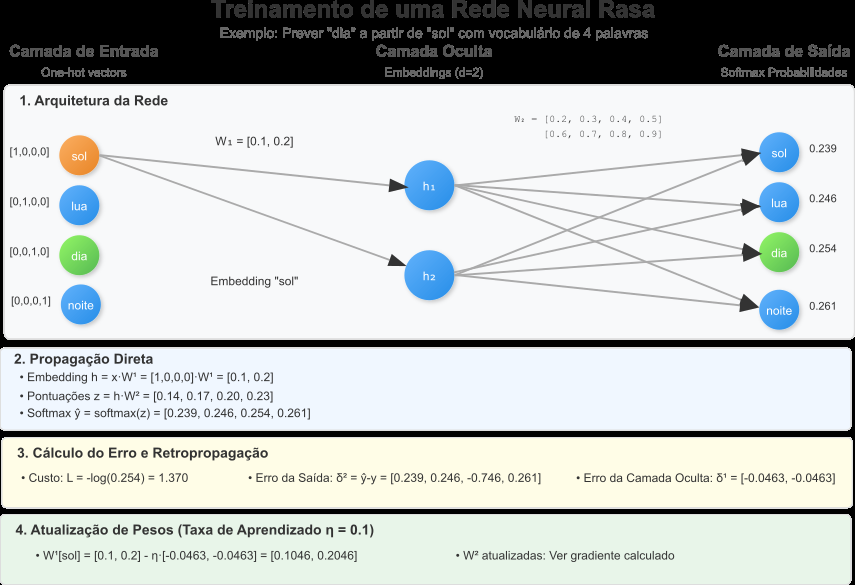 Treinamento de uma Rede Neural Rasa
Exemplo: Prever "dia" a partir de "sol" com vocabulário de 4 palavras
Camada de Entrada
Camada Oculta
Camada de Saída
One-hot vectors
Embeddings (d=2)
Softmax Probabilidades
1. Arquitetura da Rede
W₁ = [0.1, 0.2]
W₂ = [0.2, 0.3, 0.4, 0.5]
[0.6, 0.7, 0.8, 0.9]
[1,0,0,0]
sol
[0,1,0,0]
lua
[0,0,1,0]
dia
[0,0,0,1]
noite
h₁
h₂
Embedding "sol"
sol
0.239
lua
0.246
dia
0.254
noite
0.261
2. Propagação Direta
• Embedding h = x·W¹ = [1,0,0,0]·W¹ = [0.1, 0.2]
• Pontuações z = h·W² = [0.14, 0.17, 0.20, 0.23]
• Softmax ŷ = softmax(z) = [0.239, 0.246, 0.254, 0.261]
3. Cálculo do Erro e Retropropagação
• Custo: L = -log(0.254) = 1.370
• Erro da Saída: δ² = ŷ-y = [0.239, 0.246, -0.746, 0.261]
• Erro da Camada Oculta: δ¹ = [-0.0463, -0.0463]
4. Atualização de Pesos (Taxa de Aprendizado η = 0.1)
• W¹[sol] = [0.1, 0.2] - η·[-0.0463, -0.0463] = [0.1046, 0.2046]
• W² atualizadas: Ver gradiente calculado